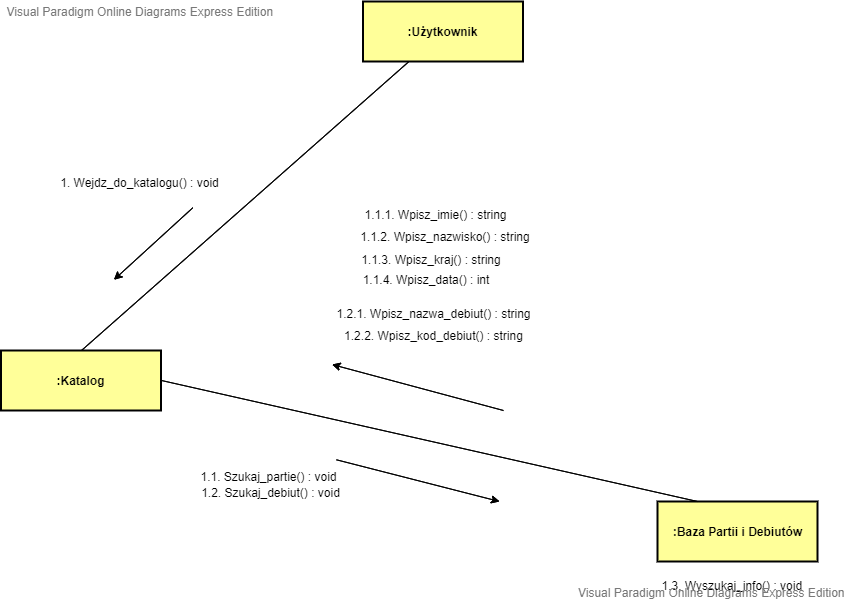 Visual Paradigm Online Diagrams Express Edition
:Użytkownik
1. Wejdz_do_katalogu() : void
1.1.1. Wpisz_imie() : string
1.1.2. Wpisz_nazwisko() : string
1.1.3. Wpisz_kraj() : string
1.1.4. Wpisz_data() : int
1.2.1. Wpisz_nazwa_debiut() : string
1.2.2. Wpisz_kod_debiut() : string
:Katalog
1.1. Szukaj_partie() : void
1.2. Szukaj_debiut() : void
:Baza Partii i Debiutów
1.3. Wyszukaj_info() : void
Visual Paradigm Online Diagrams Express Edition